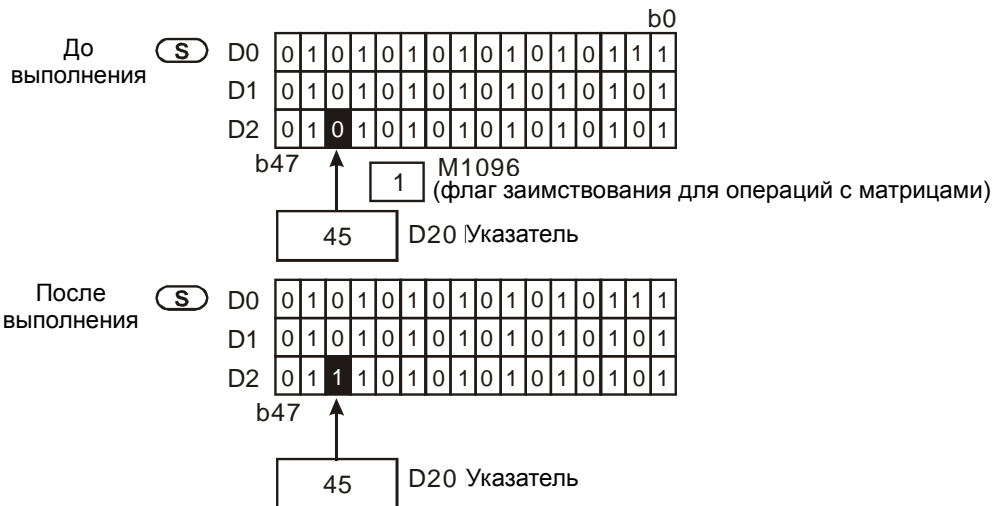 b0
До
выполнения
S D0 0 1 0 1 0 1 0 1 0 1 0 1 0 1 1 1
D1 0 1 0 1 0 1 0 1 0 1 0 1 0 1 0 1
D2 0 1 0 1 0 1 0 1 0 1 0 1 0 1 0 1
b47
1 M1096
(флаг заимствования для операций с матрицами)
45 D20 Указатель
После
выполнения
S D0 0 1 0 1 0 1 0 1 0 1 0 1 0 1 1 1
D1 0 1 0 1 0 1 0 1 0 1 0 1 0 1 0 1
D2 0 1 1 1 0 1 0 1 0 1 0 1 0 1 0 1
b47
45 D20 Указатель